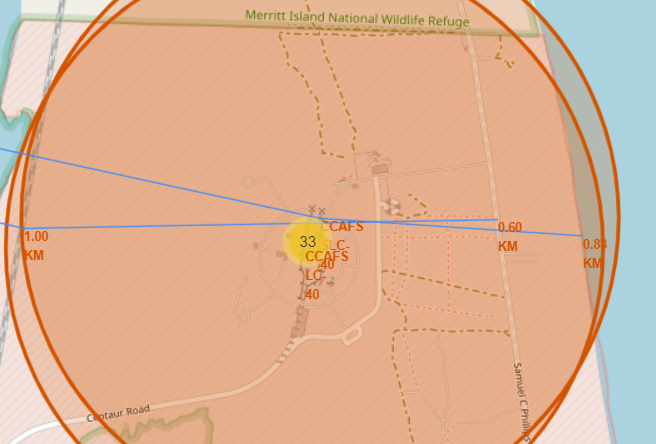 Merritt Island National Wildlife Refuge
CCAFS
SLC-
40
CCAFS
LC-
40
33
1.00
KM
0.60
KM
0.88
KM
Centaur Road
Samuel C Phillips